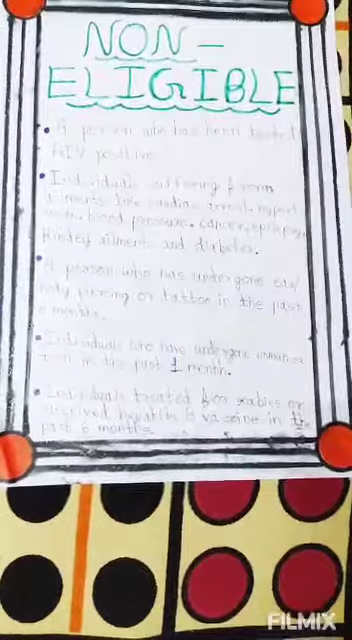 NON-
ELIGIBLE
• A person who has been tested
HIV positive.
• Individuals suffering from
ailments like cardiac arrest, hypert
blood pressure, cancer, epilepsy,
kindey ailments and diabetes.
• A person who has undergone ear/
body piercing or tattoo in the past
6 months.
• Individuals who have undergone immuniza
tion in the past 1 month.
• Individuals treated for rabies or
recived hepatitis B vaccine in the
past 6 months.
FILMIX